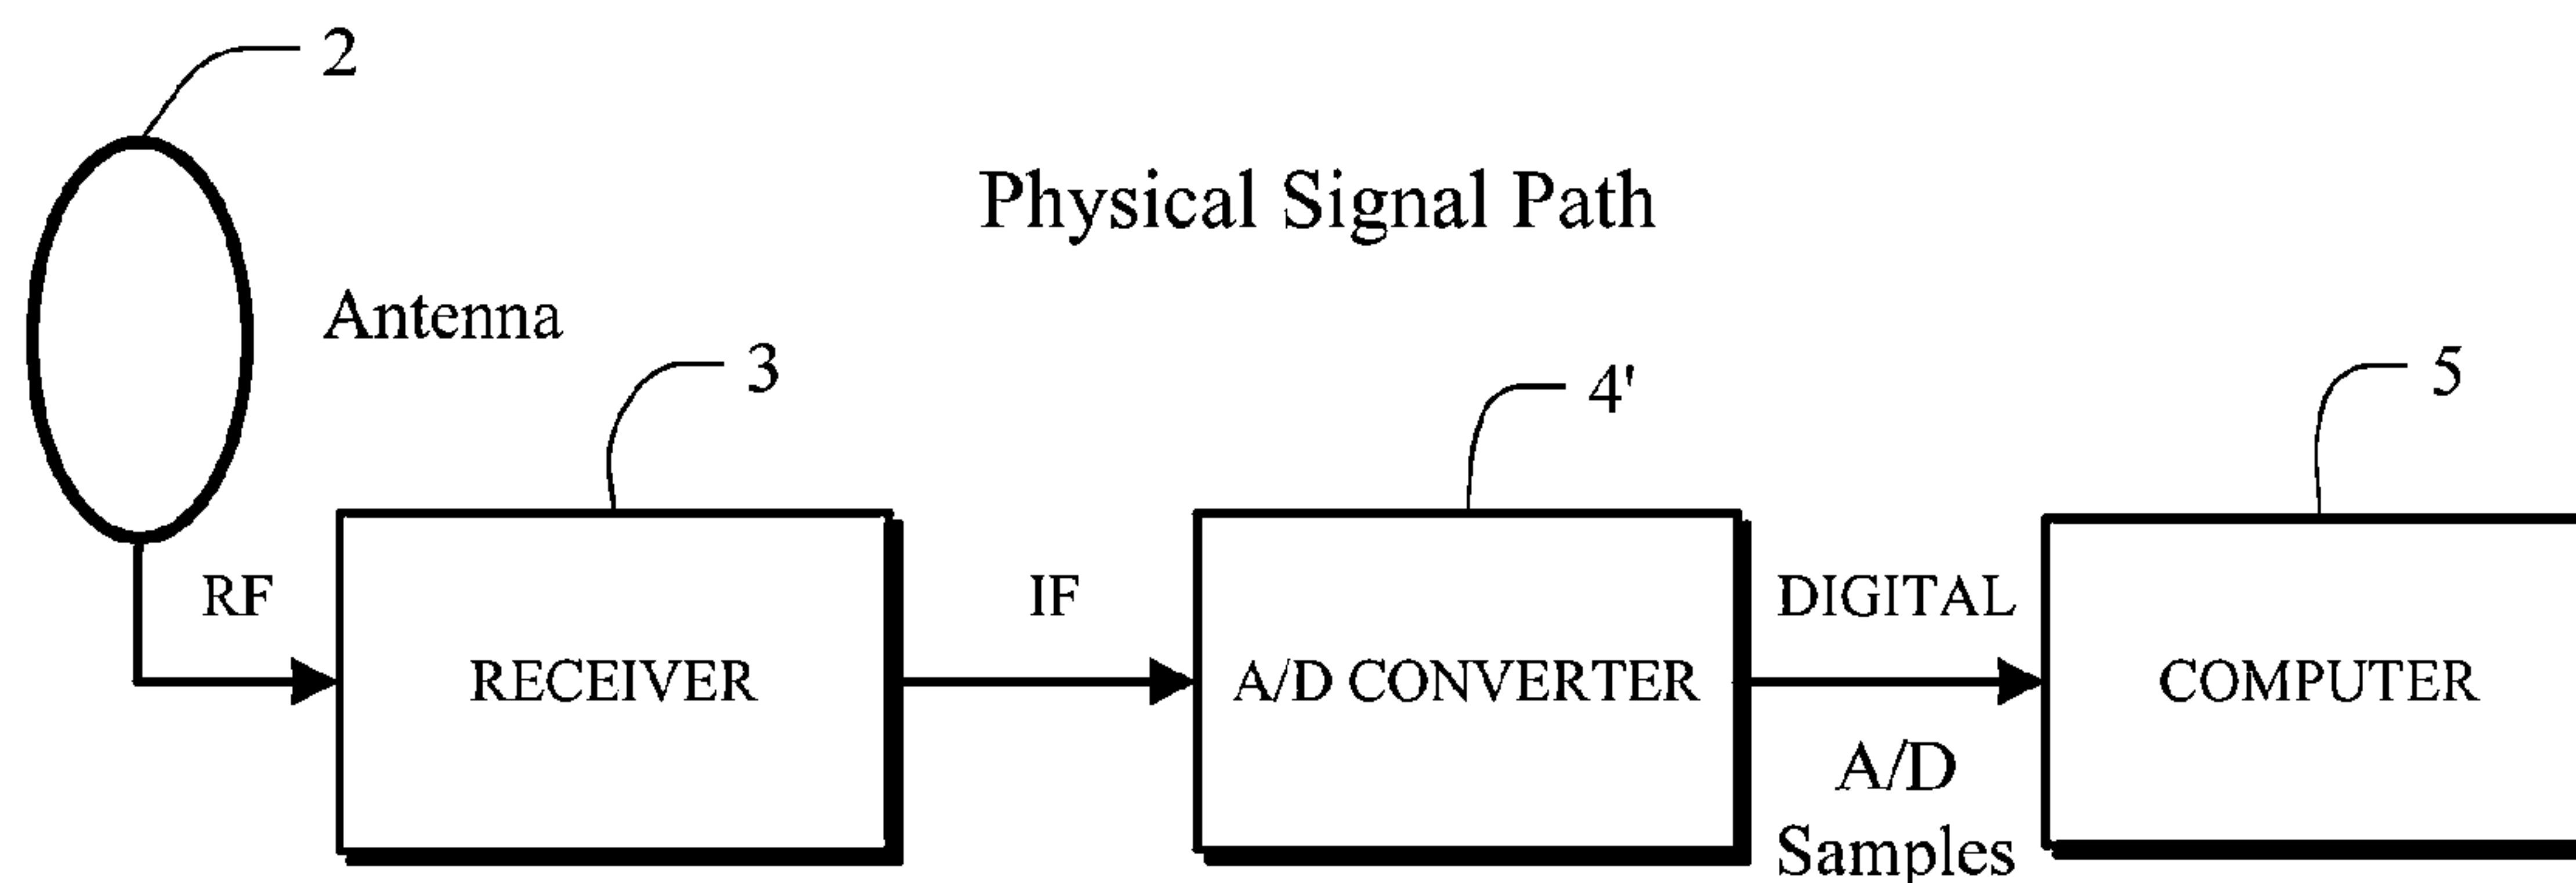 2
Physical Signal Path
Antenna
3
4'
5
RF
IF
DIGITAL
RECEIVER
A/D CONVERTER
COMPUTER
A/D
Samples